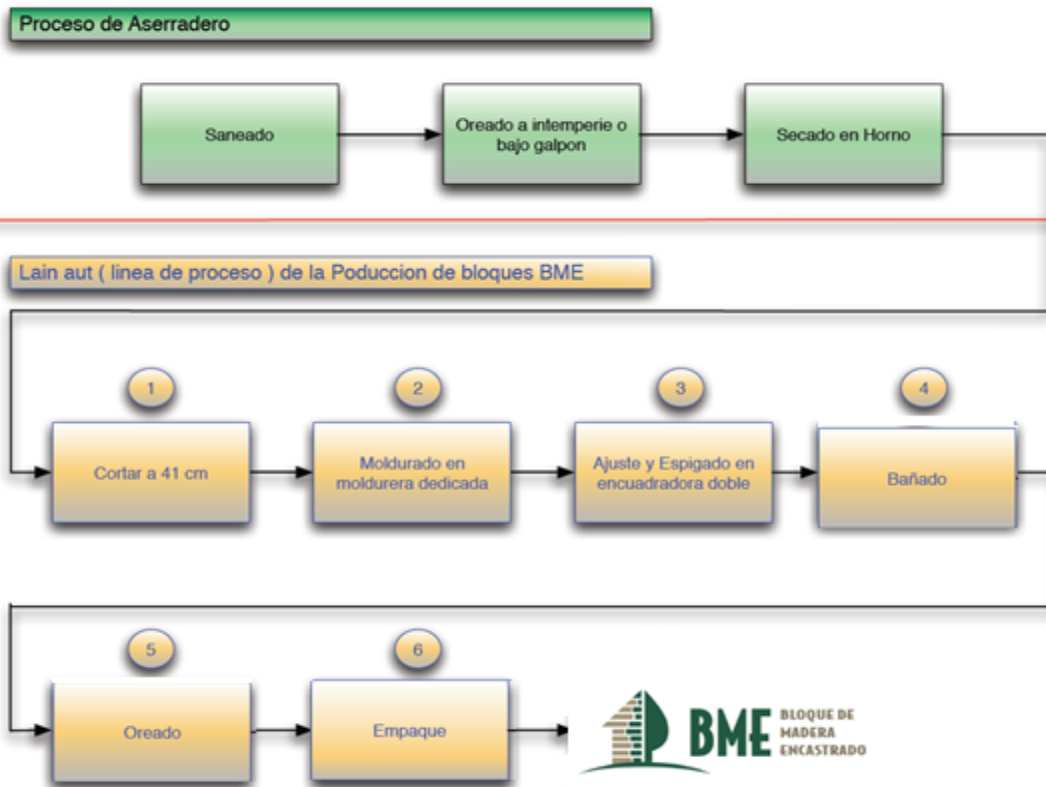 Proceso de Aserradero
Saneado
Oreado a intemperie o
bajo galpon
Secado en Horno
Lain aut ( linea de proceso ) de la Poduccion de bloques BME
1
2
3
4
Cortar a 41 cm
Moldurado en
moldurera dedicada
Ajuste y Espigado en
encuadradora doble
Bañado
5
6
Oreado
Empaque
BME
BLOQUE DE
MADERA
ENCASTRADO